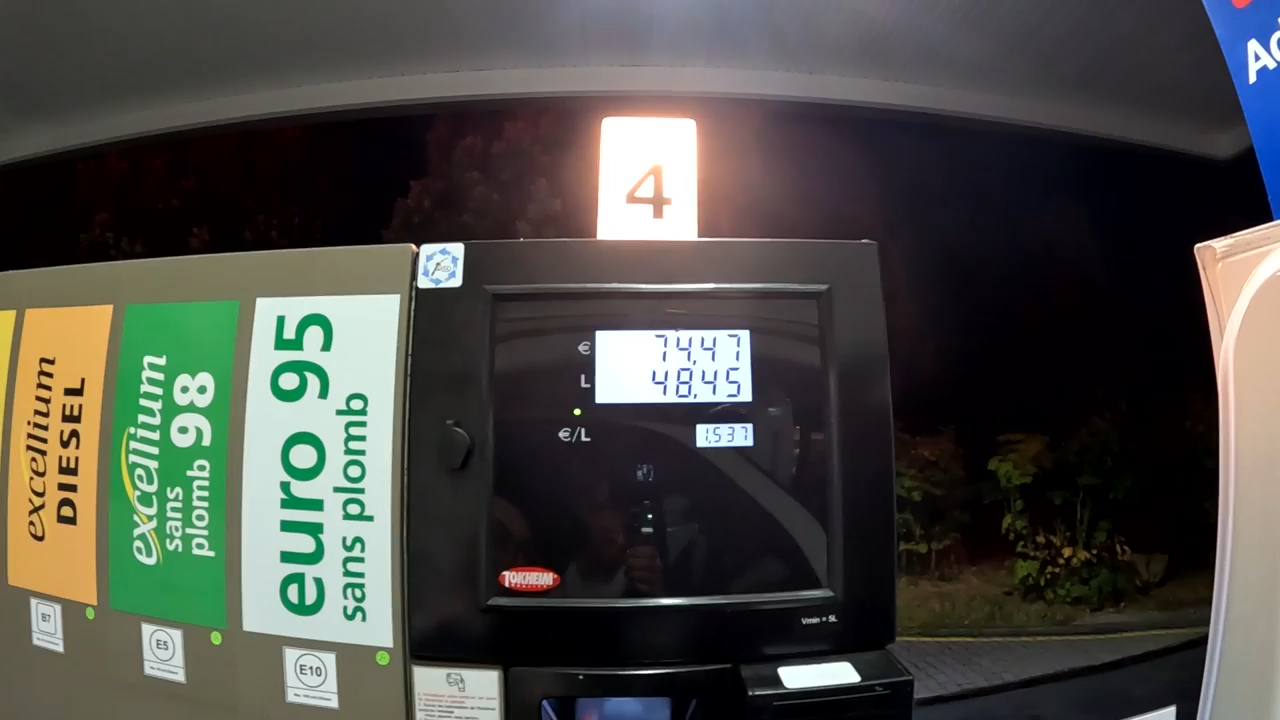 Ad
4
excellium
DIESEL
excellium
sans
plomb 98
euro 95
sans plomb
€ 74,47
L 48,45
€/L 1,537
TOKHEIM
Vmin = 5L
B7
E5
E10